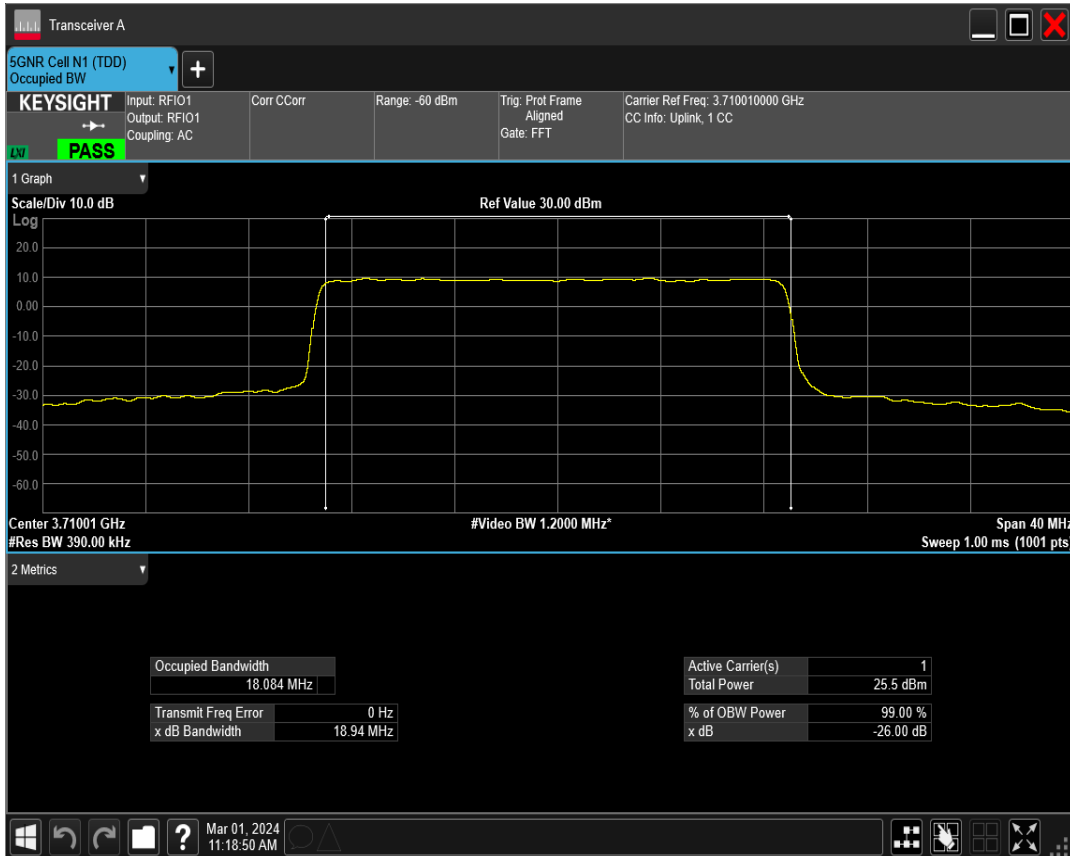 Transceiver A
5GNR Cell N1 (TDD)
Occupied BW
+
KEYSIGHT
LXI
PASS
Input: RFIO1
Output: RFIO1
Coupling: AC
Corr CCorr
Range: -60 dBm
Trig: Prot Frame
Aligned
Gate: FFT
Carrier Ref Freq: 3.710010000 GHz
CC Info: Uplink, 1 CC
1 Graph
Scale/Div 10.0 dB
Ref Value 30.00 dBm
Log
20.0
10.0
0.00
-10.0
-20.0
-30.0
-40.0
-50.0
-60.0
Center 3.71001 GHz
#Video BW 1.2000 MHz*
Span 40 MHz
#Res BW 390.00 kHz
Sweep 1.00 ms (1001 pts)
2 Metrics
Occupied Bandwidth
18.084 MHz
Transmit Freq Error 0 Hz
x dB Bandwidth 18.94 MHz
Active Carrier(s) 1
Total Power 25.5 dBm
% of OBW Power 99.00 %
x dB -26.00 dB
?
Mar 01, 2024
11:18:50 AM